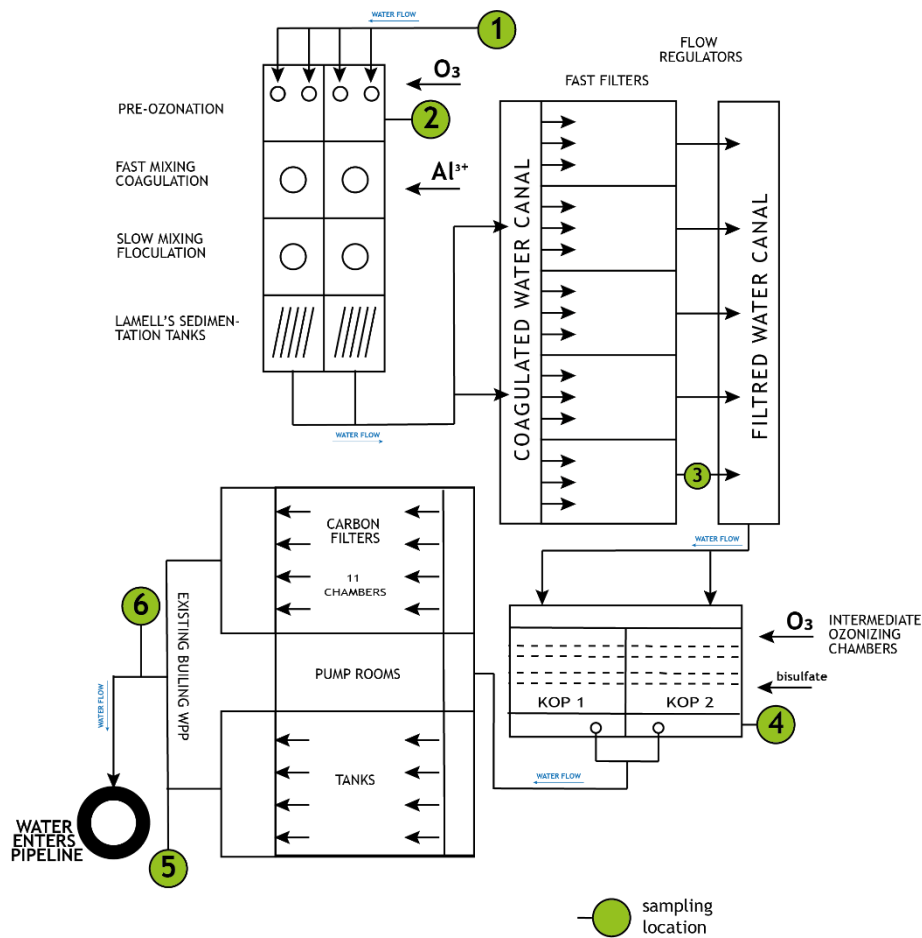 WATER FLOW
1
FLOW
REGULATORS
O₃
FAST FILTERS
PRE-OZONATION
2
FAST MIXING
COAGULATION
Al³⁺
SLOW MIXING
FLOCULATION
LAMELL'S SEDIMEN-
TATION TANKS
WATER FLOW
COAGULATED WATER CANAL
FILTRED WATER CANAL
3
WATER FLOW
CARBON
FILTERS
11
CHAMBERS
6
EXISTING BUILING WPP
O₃
INTERMEDIATE
OZONIZING
CHAMBERS
bisulfate
PUMP ROOMS
KOP 1
KOP 2
4
WATER FLOW
WATER FLOW
TANKS
WATER
ENTERS
PIPELINE
5
sampling
location